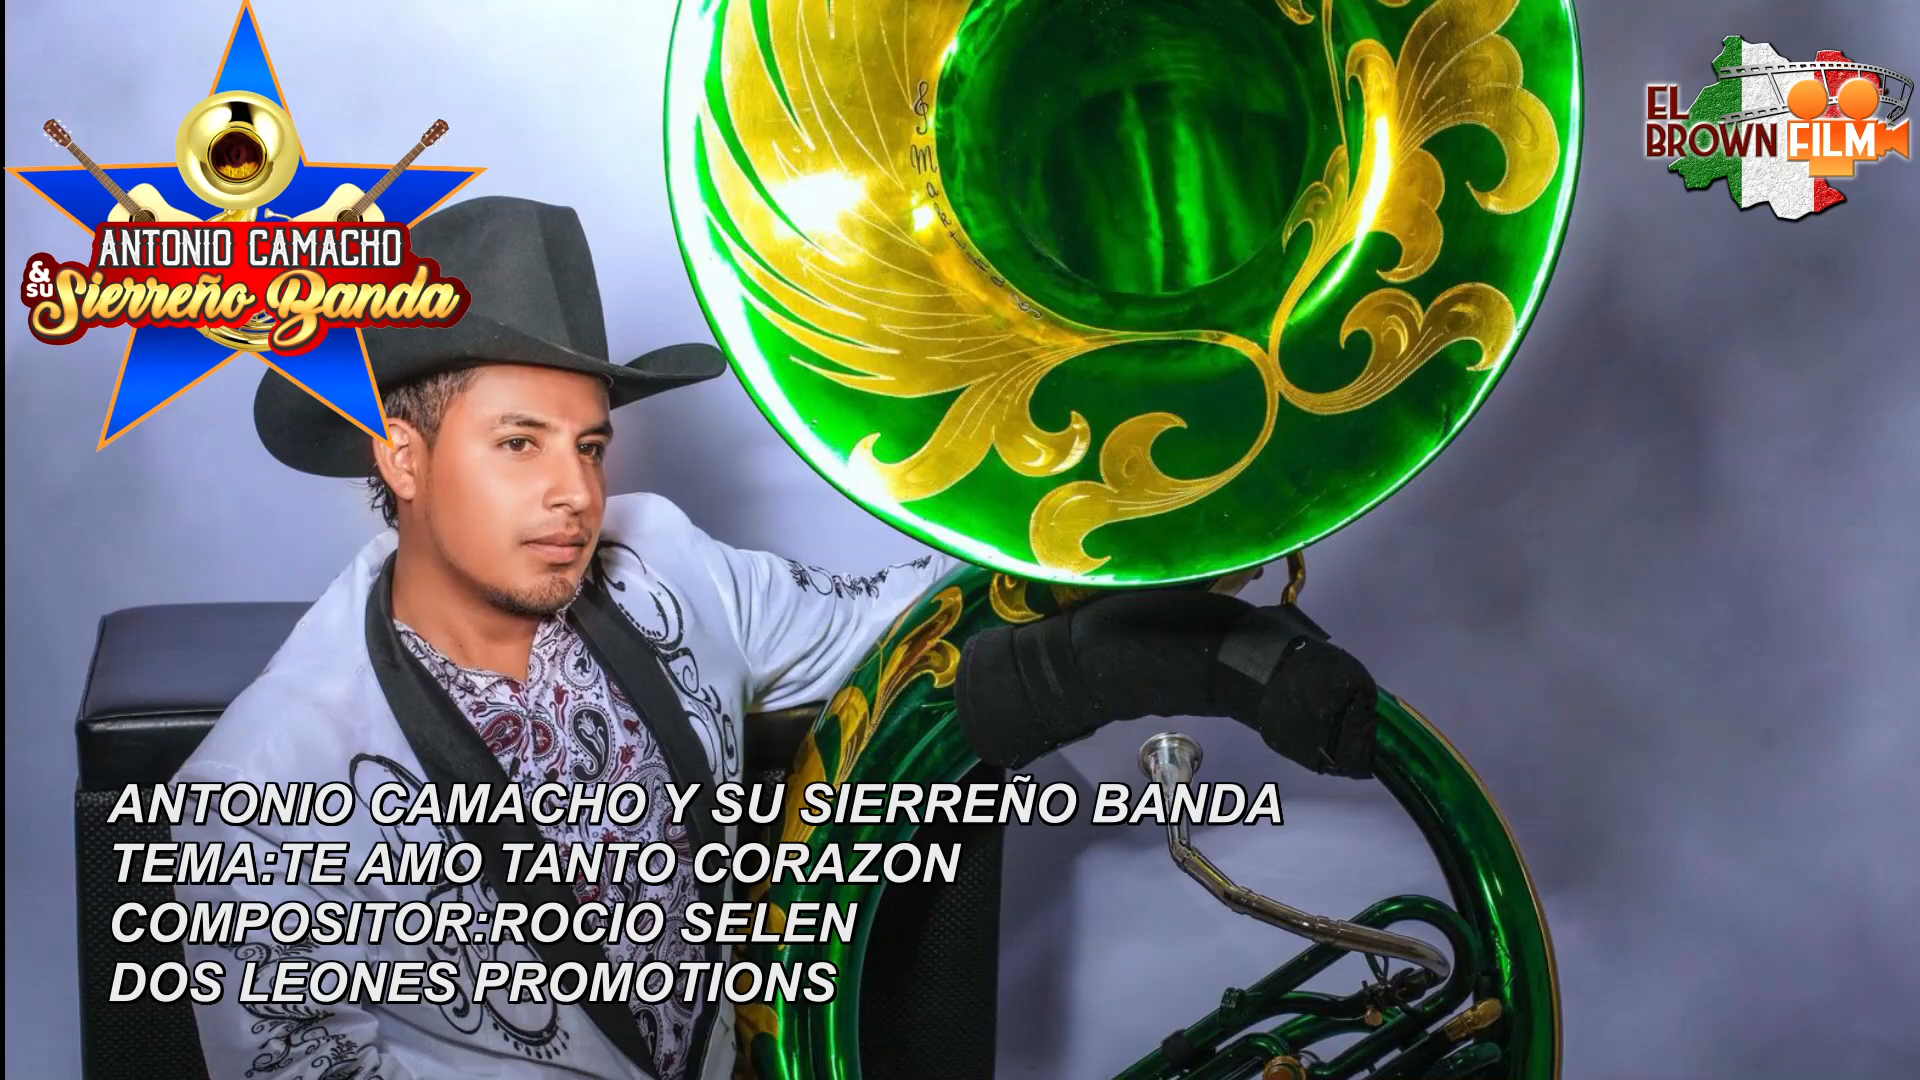 ANTONIO CAMACHO
& SU Sierreño Banda
EL
BROWN FILM
Maktub's
ANTONIO CAMACHO Y SU SIERREÑO BANDA
TEMA:TE AMO TANTO CORAZON
COMPOSITOR:ROCIO SELEN
DOS LEONES PROMOTIONS